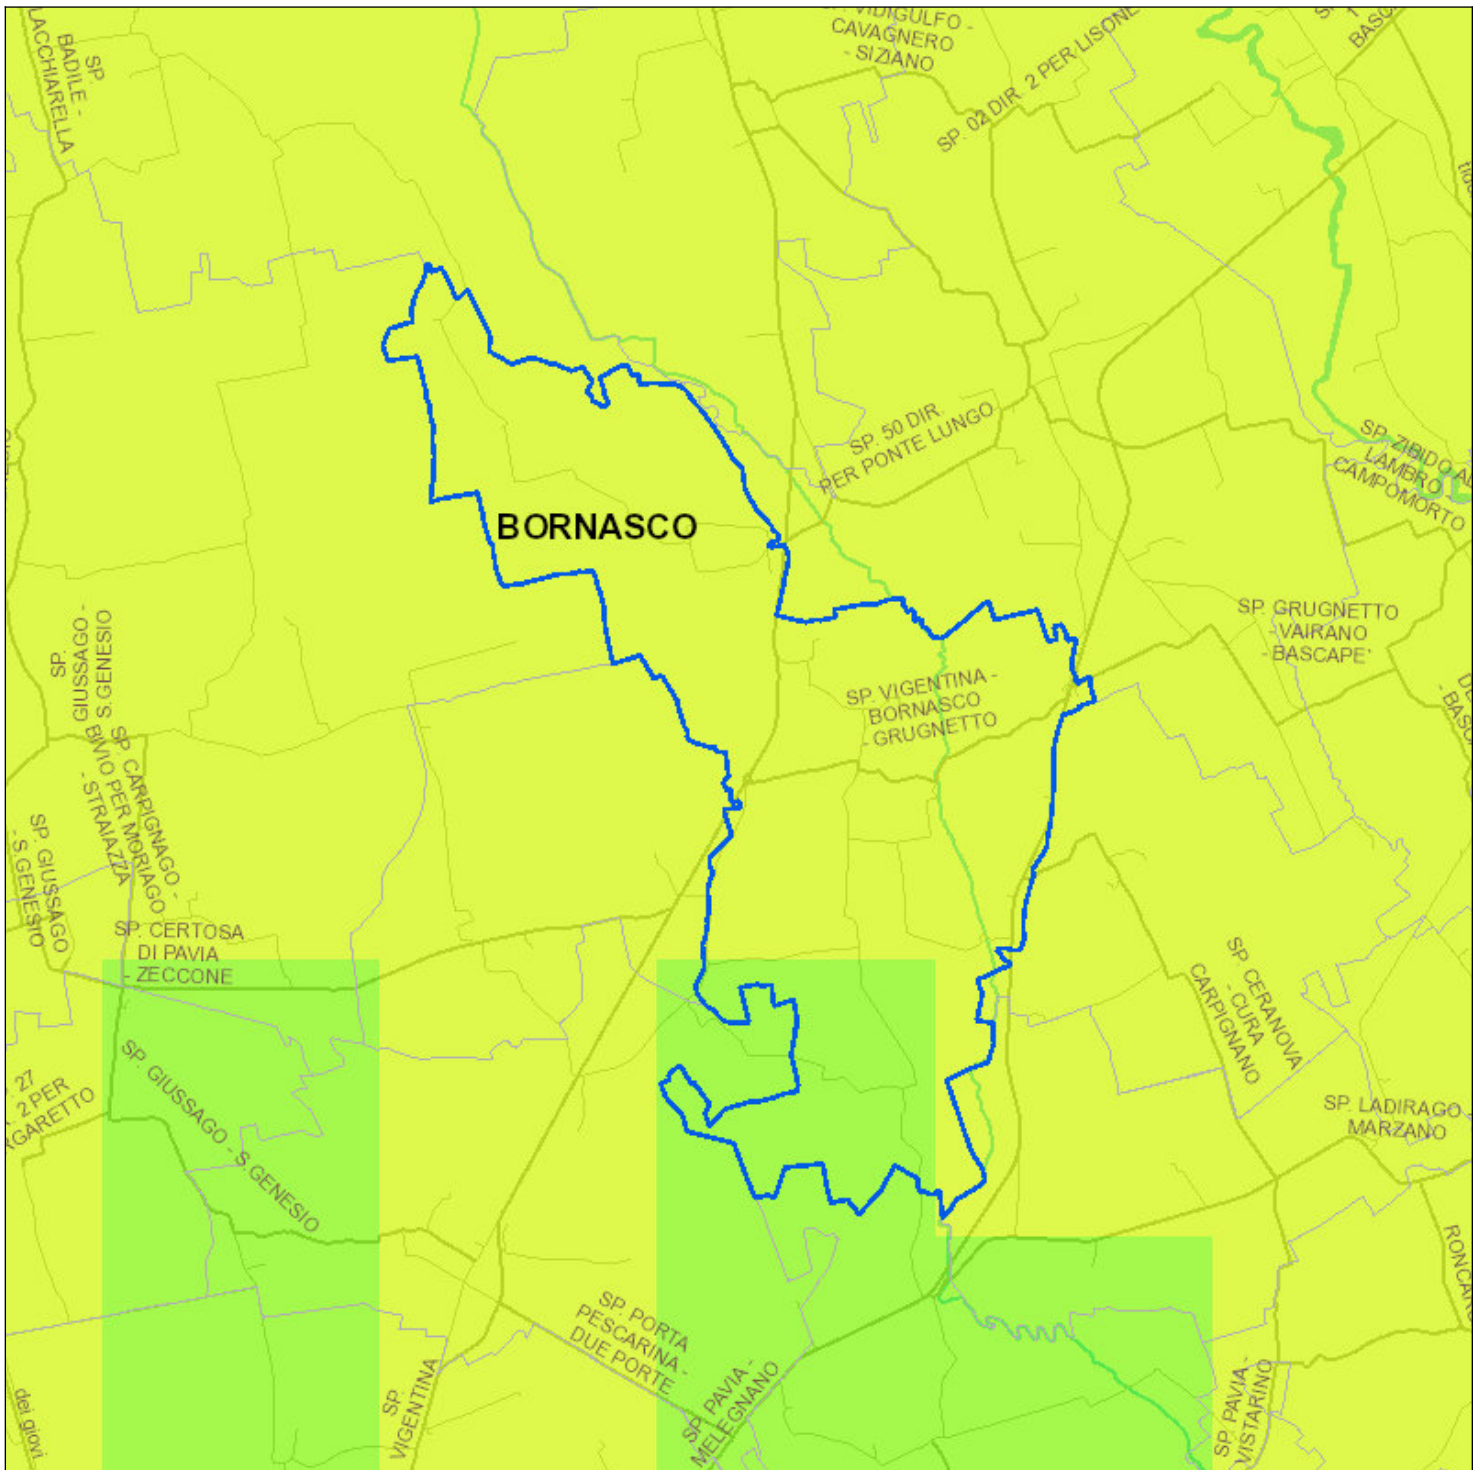 SP.
BADILE -
LACCHIARELLA
SP. VIDIGULFO -
CAVAGNERO
- SIZIANO
SP. 02 DIR 2 PER LISONE
SP. 50 DIR.
PER PONTE LUNGO
SP. ZIBIDO AL
LAMBRO -
CAMPOMORTO
BORNASCO
SP. GRUGNETTO
- VAIRANO
- BASCAPE'
SP.
GIUSSAGO -
S.GENESIO
SP. VIGENTINA -
BORNASCO
- GRUGNETTO
SP. CARPIGNAGO -
BIVIO PER MORIAGO
- STRAIAZZA
SP. GIUSSAGO
- S.GENESIO
SP. CERTOSA
DI PAVIA
- ZECCONE
SP. CERANOVA
- CURA
CARPIGNANO
27
2 PER
RGARETTO
SP. GIUSSAGO - S.GENESIO
SP. LADIRAGO -
MARZANO
SP. PORTA
PESCARINA -
DUE PORTE
SP.
VIGENTINA
SP. PAVIA -
MELEGNANO
SP. PAVIA -
VISTARINO
dei giovi